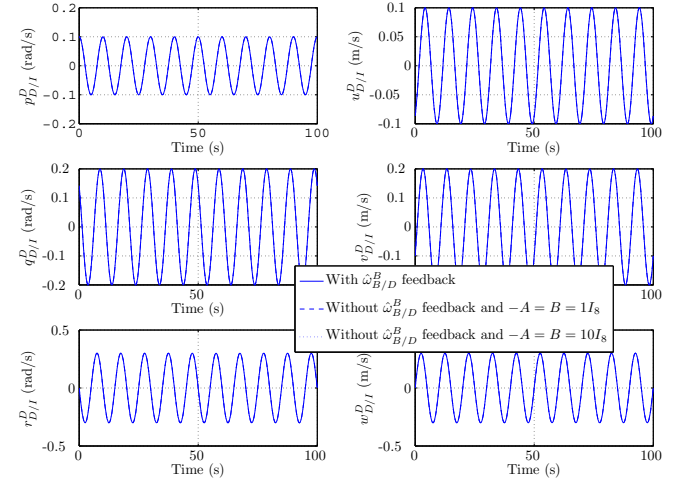 0.2
0.1
0
-0.1
-0.2
0
50
100
Time (s)
p^D_{D/I} (rad/s)
0.1
0.05
0
-0.05
-0.1
0
50
100
Time (s)
u^D_{D/I} (m/s)
0.2
0.1
0
-0.1
-0.2
0
50
Time (s)
q^D_{D/I} (rad/s)
0.2
0.1
0
-0.1
v^D_{D/I} (m/s)
With ω̂^B_{B/D} feedback
Without ω̂^B_{B/D} feedback and −A = B = 1I_8
Without ω̂^B_{B/D} feedback and −A = B = 10I_8
0.5
0
-0.5
0
50
100
Time (s)
r^D_{D/I} (rad/s)
0
-0.5
0
50
100
Time (s)
w^D_{D/I} (m/s)